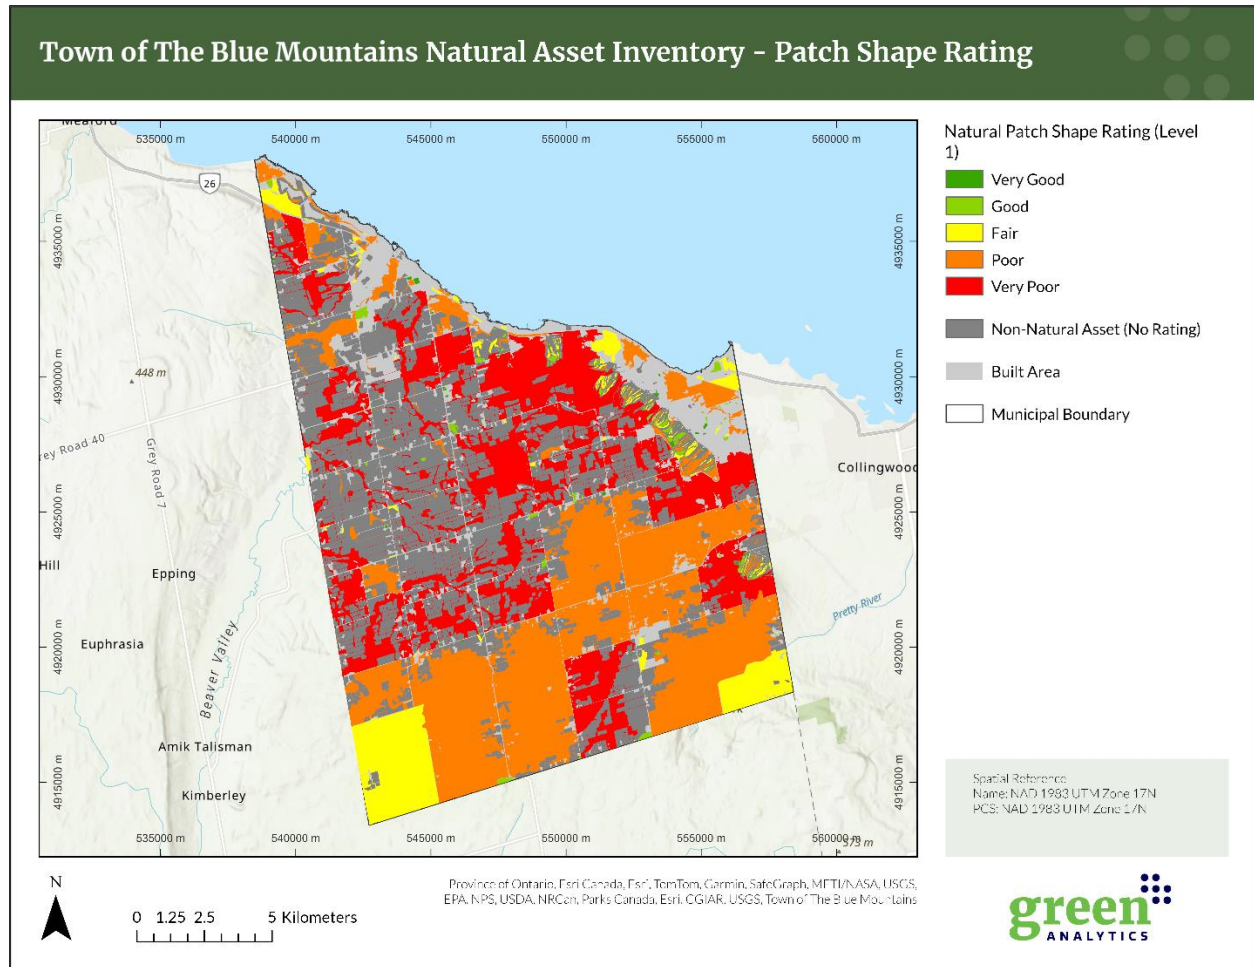 Town of The Blue Mountains Natural Asset Inventory - Patch Shape Rating
Meaford
535000 m
540000 m
545000 m
550000 m
555000 m
560000 m
26
4935000 m
4935000 m
4930000 m
4930000 m
448 m
rey Road 40
Grey Road 7
Collingwood
4925000 m
4925000 m
Hill
Epping
Pretty River
Euphrasia
Beaver Valley
4920000 m
4920000 m
Amik Talisman
Kimberley
4915000 m
4915000 m
535000 m
540000 m
545000 m
550000 m
555000 m
560000 m
573 m
Natural Patch Shape Rating (Level
1)
Very Good
Good
Fair
Poor
Very Poor
Non-Natural Asset (No Rating)
Built Area
Municipal Boundary
Spatial Reference
Name: NAD 1983 UTM Zone 17N
PCS: NAD 1983 UTM Zone 17N
N
0 1.25 2.5 5 Kilometers
Province of Ontario, Esri Canada, Esri, TomTom, Garmin, SafeGraph, METI/NASA, USGS,
EPA, NPS, USDA, NRCan, Parks Canada, Esri, CGIAR, USGS, Town of The Blue Mountains
green
ANALYTICS